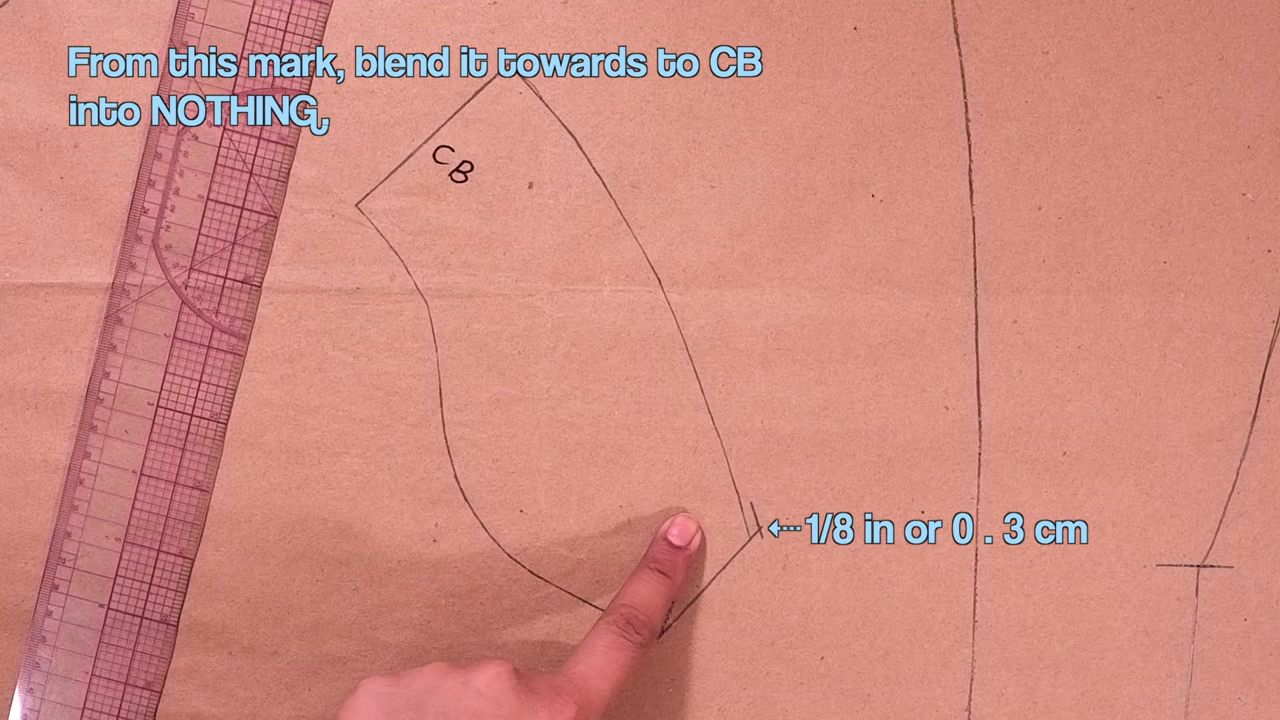 From this mark, blend it towards to CB
into NOTHING,
CB
←1/8 in or 0 . 3 cm